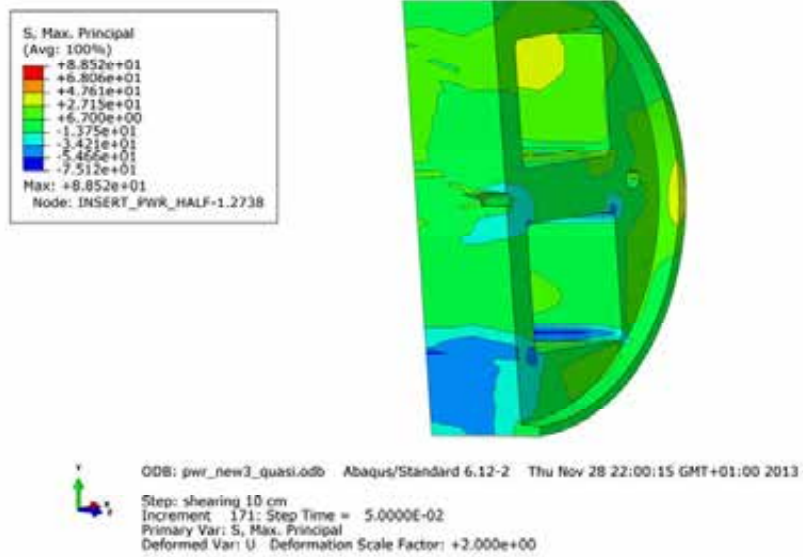 S, Max. Principal
(Avg: 100%)
+8.852e+01
+6.806e+01
+4.761e+01
+2.715e+01
+6.700e+00
-1.375e+01
-3.421e+01
-5.466e+01
-7.512e+01
Max: +8.852e+01
Node: INSERT_PWR_HALF-1.2738
Y
ODB: pwr_new3_quasi.odb Abaqus/Standard 6.12-2 Thu Nov 28 22:00:15 GMT+01:00 2013
Step: shearing 10 cm
Increment 171: Step Time = 5.0000E-02
Primary Var: S, Max. Principal
Deformed Var: U Deformation Scale Factor: +2.000e+00